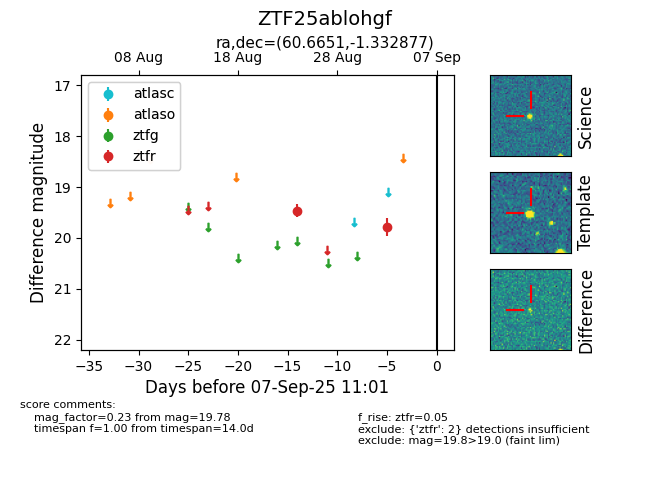 ZTF25ablohgf
ra,dec=(60.6651,-1.332877)
08 Aug 18 Aug 28 Aug 07 Sep
atlasc
atlaso
ztfg
ztfr
17
18
19
20
21
22
Difference magnitude
−35 −30 −25 −20 −15 −10 −5 0
Days before 07-Sep-25 11:01
Science
Template
Difference
score comments:
mag_factor=0.23 from mag=19.78
timespan f=1.00 from timespan=14.0d
f_rise: ztfr=0.05
exclude: {'ztfr': 2} detections insufficient
exclude: mag=19.8>19.0 (faint lim)